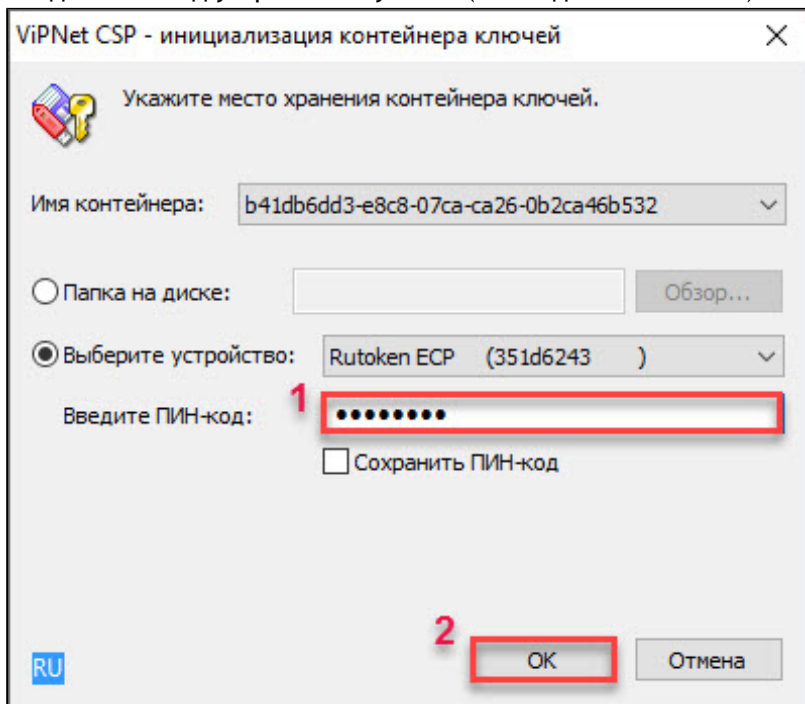 ViPNet CSP - инициализация контейнера ключей
Укажите место хранения контейнера ключей.
Имя контейнера: b41db6dd3-e8c8-07ca-ca26-0b2ca46b532
Папка на диске: Обзор...
Выберите устройство: Rutoken ECP (351d6243 )
1
Введите ПИН-код: ••••••••
Сохранить ПИН-код
2
RU OK Отмена